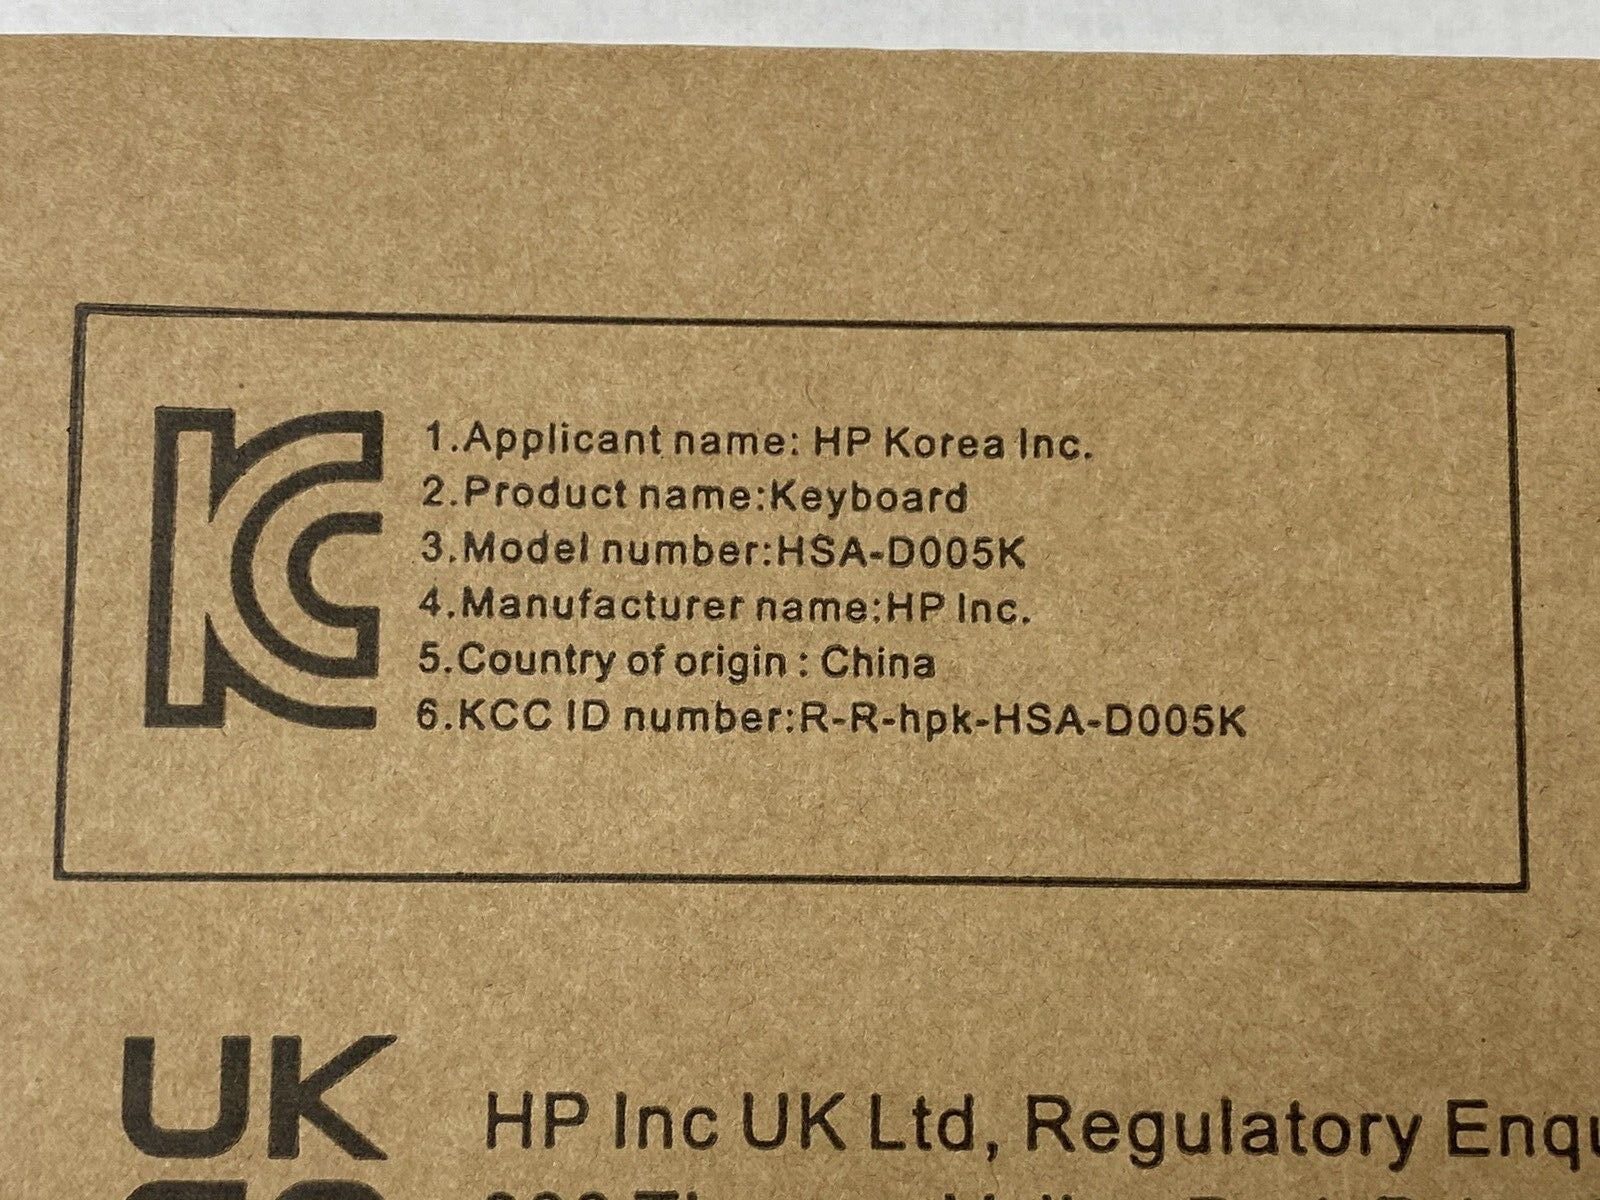 KC
1.Applicant name: HP Korea Inc.
2.Product name:Keyboard
3.Model number:HSA-D005K
4.Manufacturer name:HP Inc.
5.Country of origin : China
6.KCC ID number:R-R-hpk-HSA-D005K
UK
HP Inc UK Ltd, Regulatory